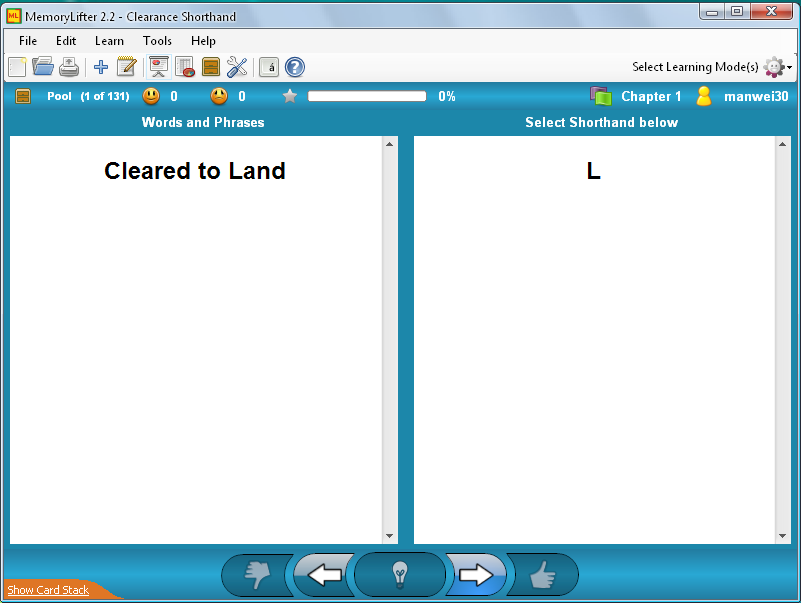 ML MemoryLifter 2.2 - Clearance Shorthand
File Edit Learn Tools Help
á ? Select Learning Mode(s)
Pool (1 of 131) 0 0 0% Chapter 1 manwei30
Words and Phrases Select Shorthand below
Cleared to Land L
Show Card Stack